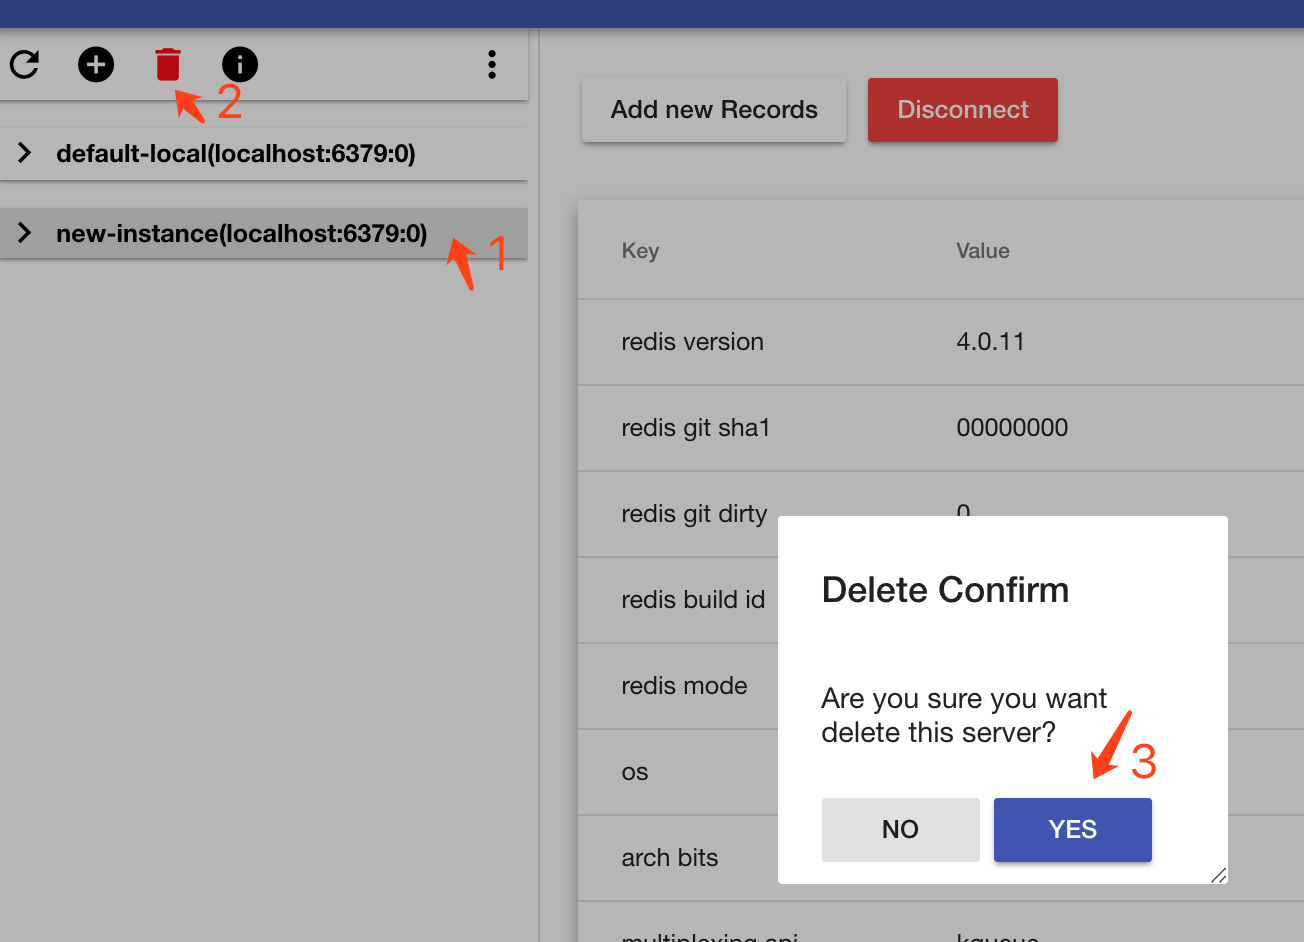 2
default-local(localhost:6379:0)
new-instance(localhost:6379:0)
1
Add new Records
Disconnect
Key Value
redis version 4.0.11
redis git sha1 00000000
redis git dirty 0
redis build id
redis mode
os
arch bits
multiplexing api kqueue
Delete Confirm
Are you sure you want
delete this server?
3
NO YES